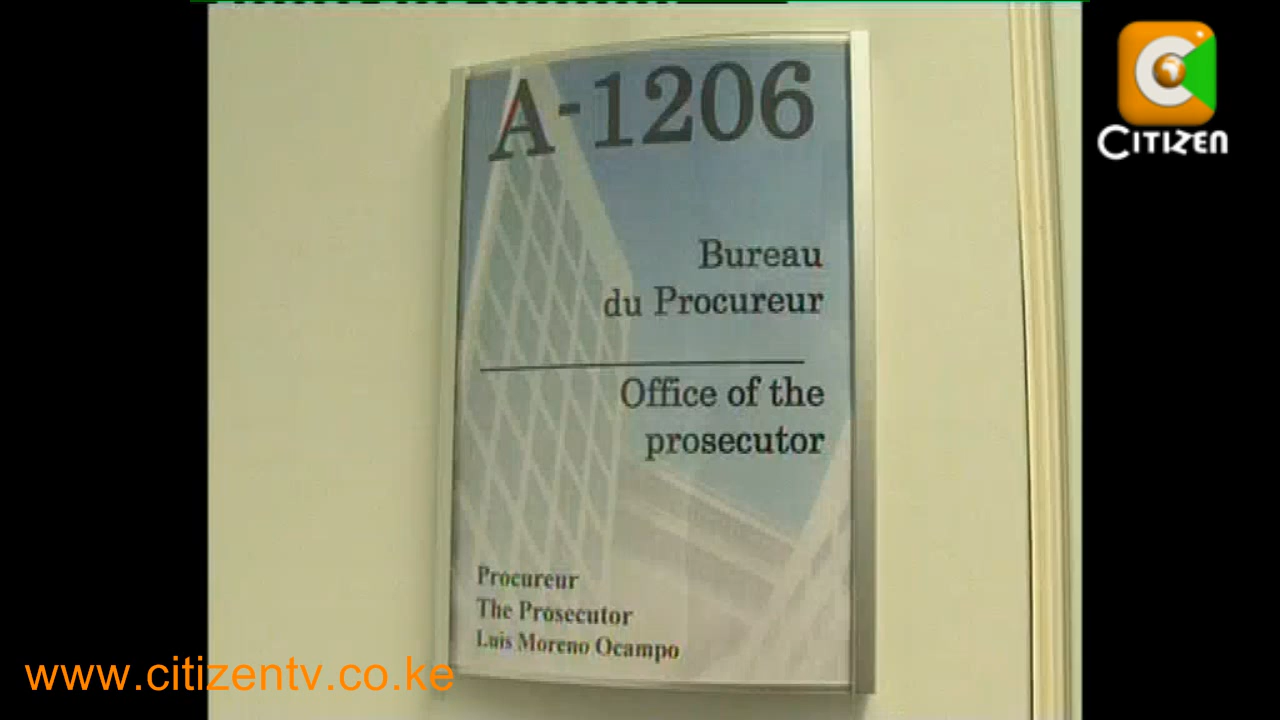 A-1206
Bureau
du Procureur
Office of the
prosecutor
Procureur
The Prosecutor
Luis Moreno Ocampo
CITIZEN
www.citizentv.co.ke